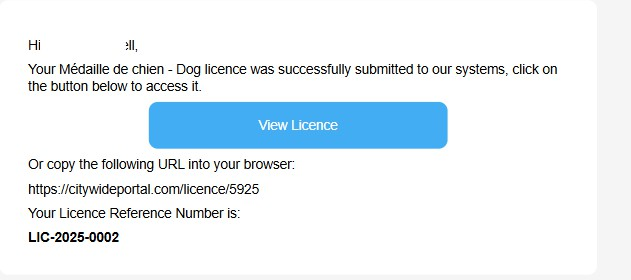 Hi ell,
Your Médaille de chien - Dog licence was successfully submitted to our systems, click on
the button below to access it.
View Licence
Or copy the following URL into your browser:
https://citywideportal.com/licence/5925
Your Licence Reference Number is:
LIC-2025-0002